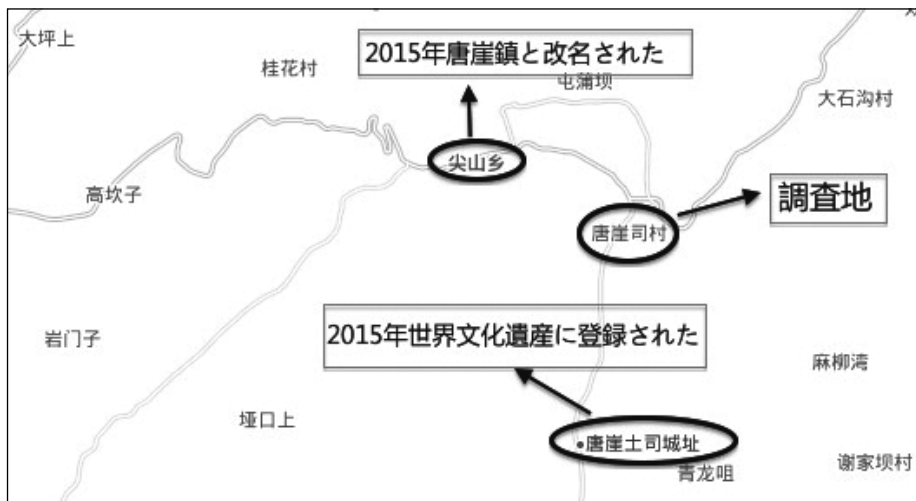 大坪上
2015年唐崖鎮と改名された
桂花村
屯蒲坝
大石沟村
尖山乡
高坎子
調査地
唐崖司村
2015年世界文化遺産に登録された
岩门子
麻柳湾
垭口上
唐崖土司城址
谢家坝村
青龙咀